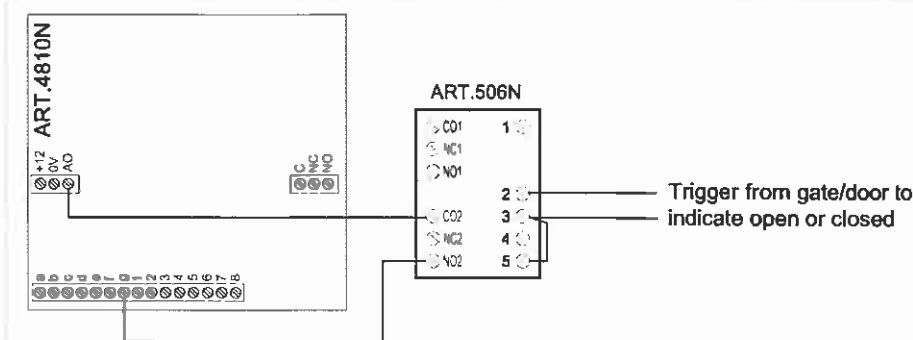 ART.4810N
+12
0V
AO
C
NC
NO
a
b
c
d
e
f
g
1
2
3
4
5
6
7
8
ART.506N
CO1
NC1
NO1
CO2
NC2
NO2
1
2
3
4
5
Trigger from gate/door to
indicate open or closed